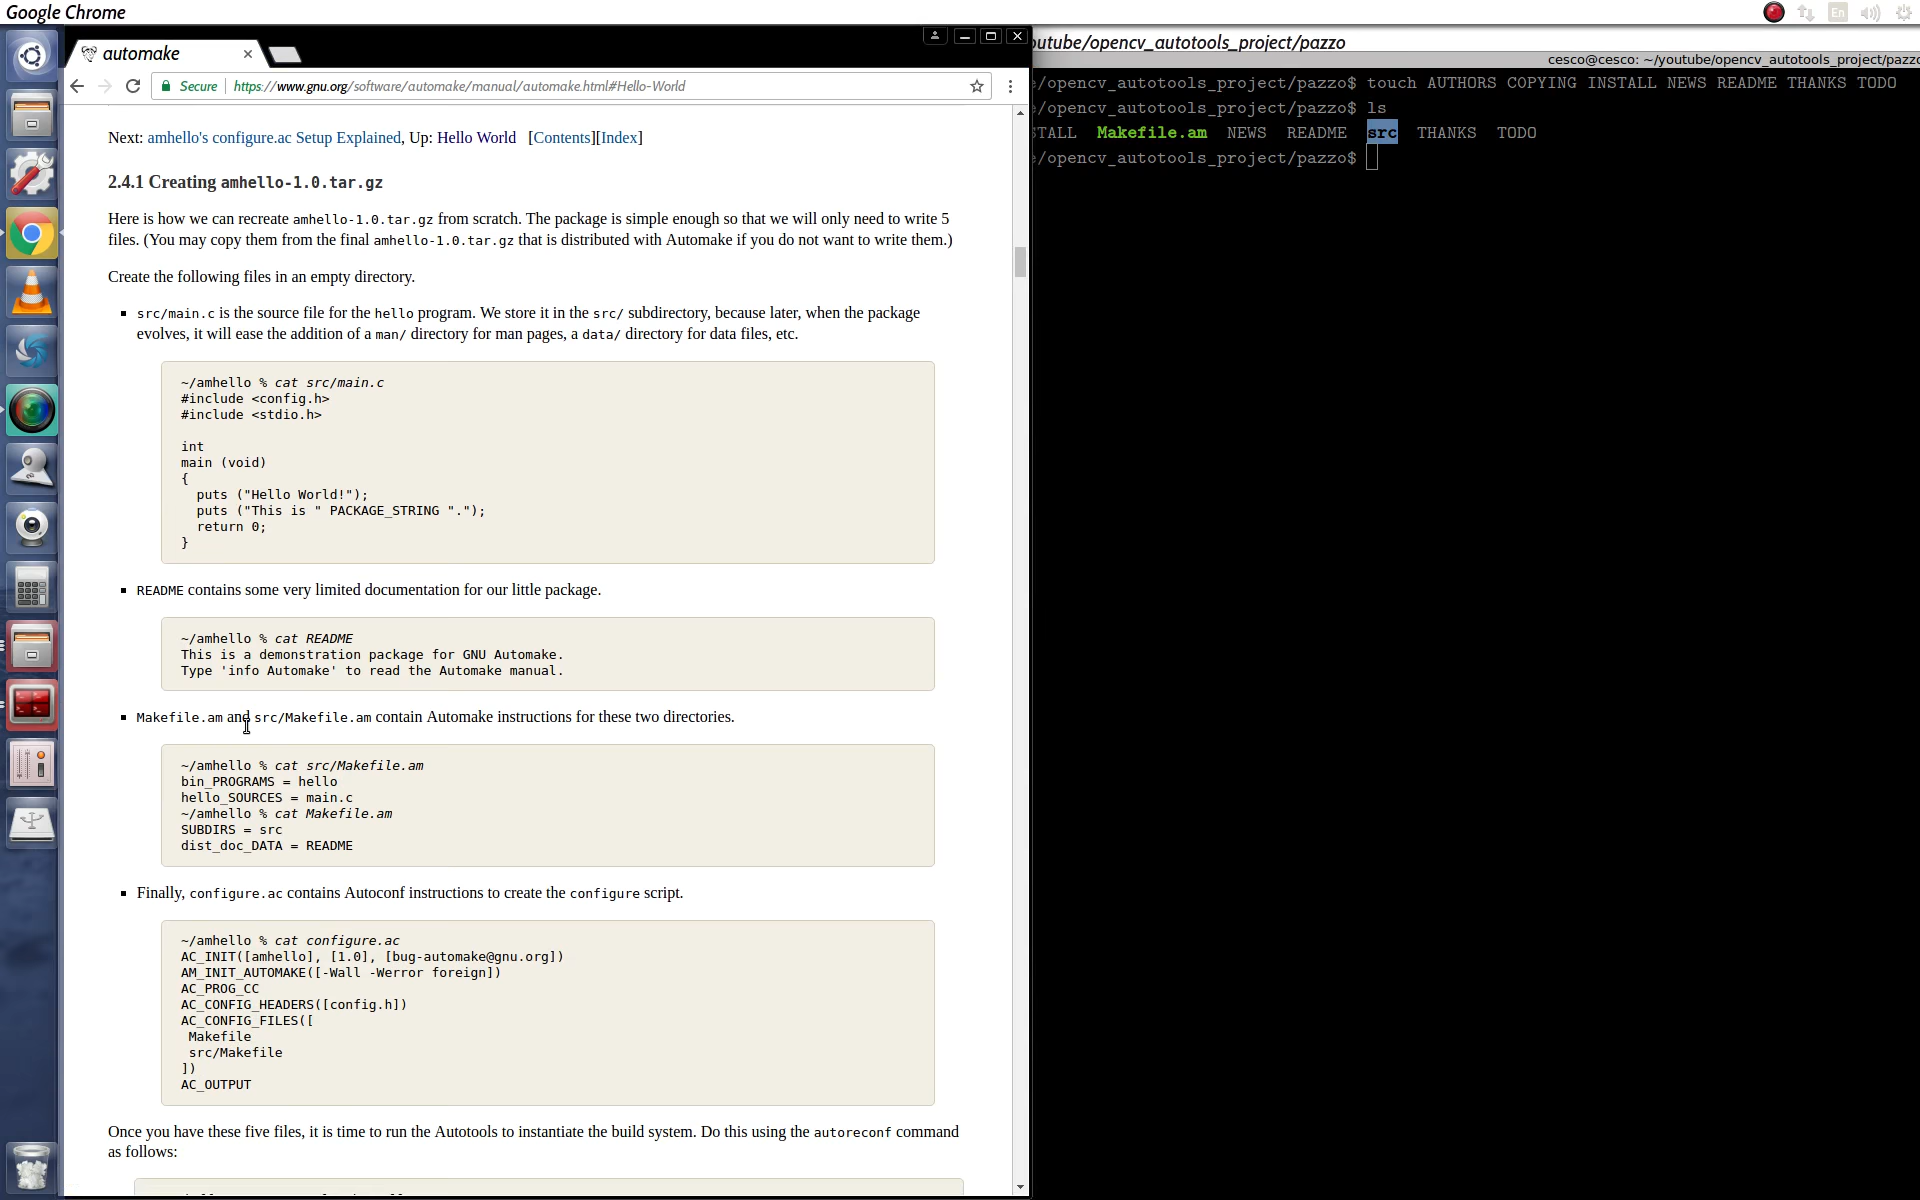 Google Chrome
En
automake
outube/opencv_autotools_project/pazzo
cesco@cesco: ~/youtube/opencv_autotools_project/pazzo
Secure https://www.gnu.org/software/automake/manual/automake.html#Hello-World
/opencv_autotools_project/pazzo$ touch AUTHORS COPYING INSTALL NEWS README THANKS TODO
/opencv_autotools_project/pazzo$ ls
STALL Makefile.am NEWS README src THANKS TODO
/opencv_autotools_project/pazzo$
Next: amhello's configure.ac Setup Explained, Up: Hello World [Contents][Index]
2.4.1 Creating amhello-1.0.tar.gz
Here is how we can recreate amhello-1.0.tar.gz from scratch. The package is simple enough so that we will only need to write 5
files. (You may copy them from the final amhello-1.0.tar.gz that is distributed with Automake if you do not want to write them.)
Create the following files in an empty directory.
src/main.c is the source file for the hello program. We store it in the src/ subdirectory, because later, when the package
evolves, it will ease the addition of a man/ directory for man pages, a data/ directory for data files, etc.
~/amhello % cat src/main.c
#include <config.h>
#include <stdio.h>
int
main (void)
{
puts ("Hello World!");
puts ("This is " PACKAGE_STRING ".");
return 0;
}
README contains some very limited documentation for our little package.
~/amhello % cat README
This is a demonstration package for GNU Automake.
Type 'info Automake' to read the Automake manual.
Makefile.am and src/Makefile.am contain Automake instructions for these two directories.
~/amhello % cat src/Makefile.am
bin_PROGRAMS = hello
hello_SOURCES = main.c
~/amhello % cat Makefile.am
SUBDIRS = src
dist_doc_DATA = README
Finally, configure.ac contains Autoconf instructions to create the configure script.
~/amhello % cat configure.ac
AC_INIT([amhello], [1.0], [bug-automake@gnu.org])
AM_INIT_AUTOMAKE([-Wall -Werror foreign])
AC_PROG_CC
AC_CONFIG_HEADERS([config.h])
AC_CONFIG_FILES([
Makefile
src/Makefile
])
AC_OUTPUT
Once you have these five files, it is time to run the Autotools to instantiate the build system. Do this using the autoreconf command
as follows: